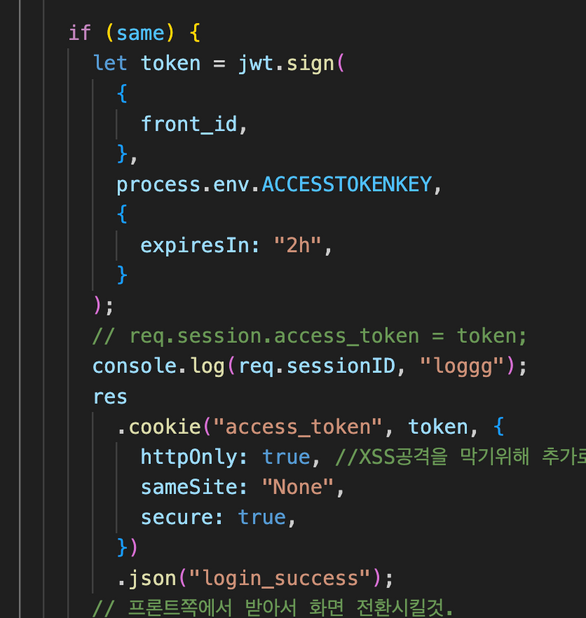 if (same) {
let token = jwt.sign(
{
front_id,
},
process.env.ACCESSTOKENKEY,
{
expiresIn: "2h",
}
);
// req.session.access_token = token;
console.log(req.sessionID, "loggg");
res
.cookie("access_token", token, {
httpOnly: true, //XSS공격을 막기위해 추가로
sameSite: "None",
secure: true,
})
.json("login_success");
// 프론트쪽에서 받아서 화면 전환시킬것.